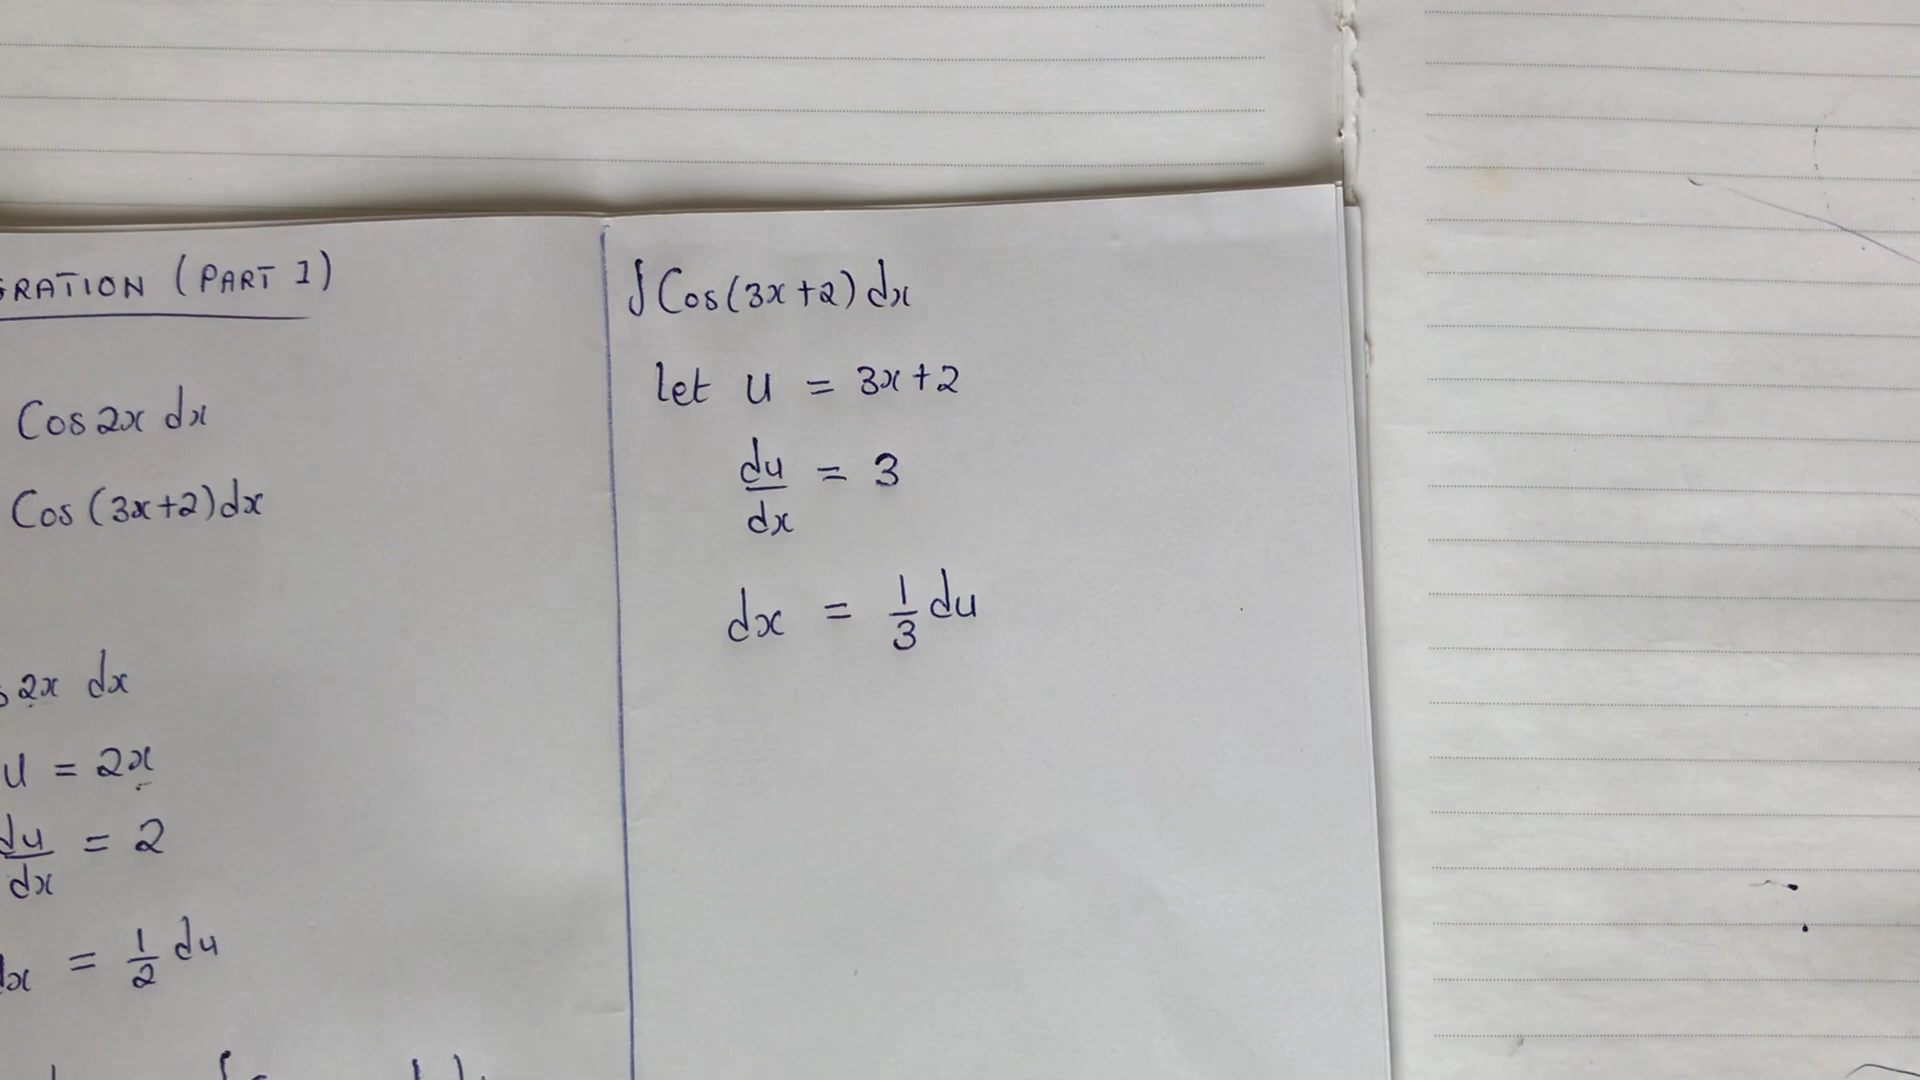 GRATION (PART 1)
Cos 2x dx
Cos (3x+2) dx
2x dx
u = 2x
du/dx = 2
dx = 1/2 du
∫ Cos(3x+2) dx
let u = 3x+2
du/dx = 3
dx = 1/3 du